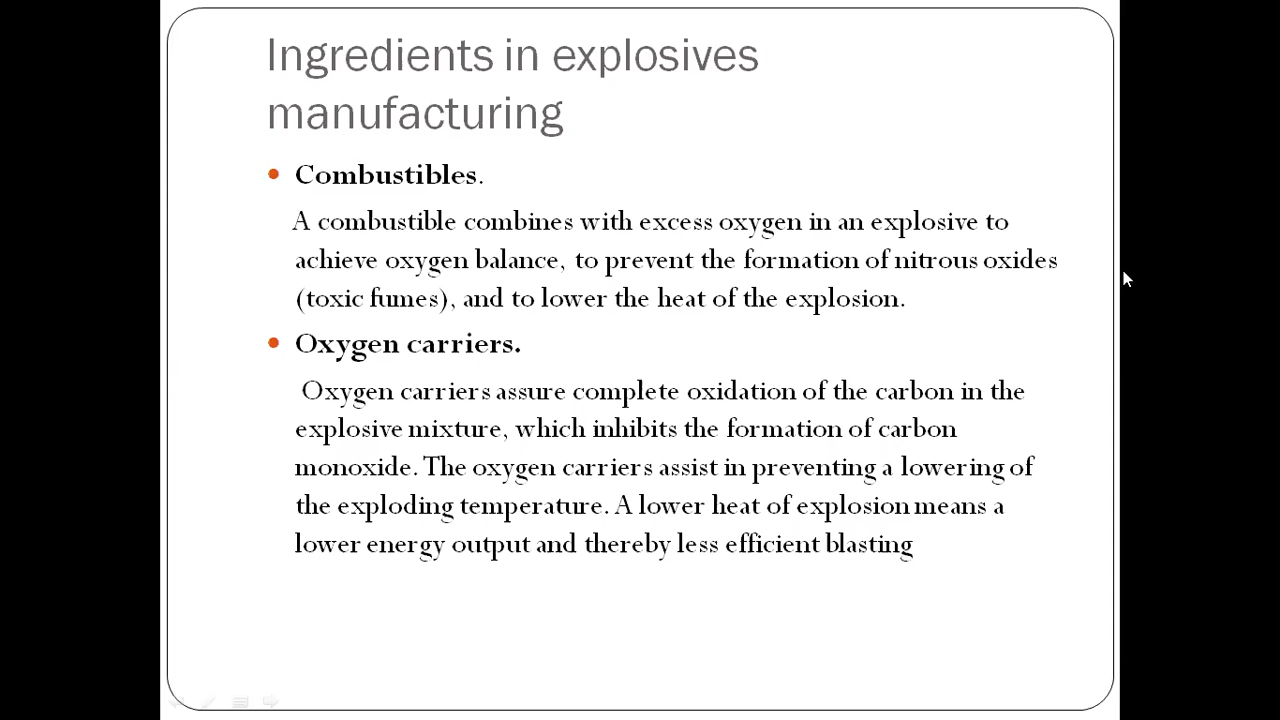 Ingredients in explosives
manufacturing
• Combustibles.
A combustible combines with excess oxygen in an explosive to
achieve oxygen balance, to prevent the formation of nitrous oxides
(toxic fumes), and to lower the heat of the explosion.
• Oxygen carriers.
Oxygen carriers assure complete oxidation of the carbon in the
explosive mixture, which inhibits the formation of carbon
monoxide. The oxygen carriers assist in preventing a lowering of
the exploding temperature. A lower heat of explosion means a
lower energy output and thereby less efficient blasting